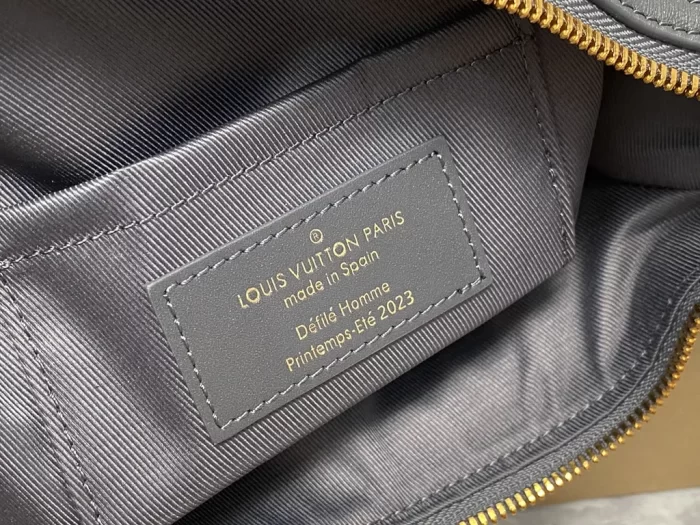 ®
LOUIS VUITTON PARIS
made in Spain
Défilé Homme
Printemps-Eté 2023